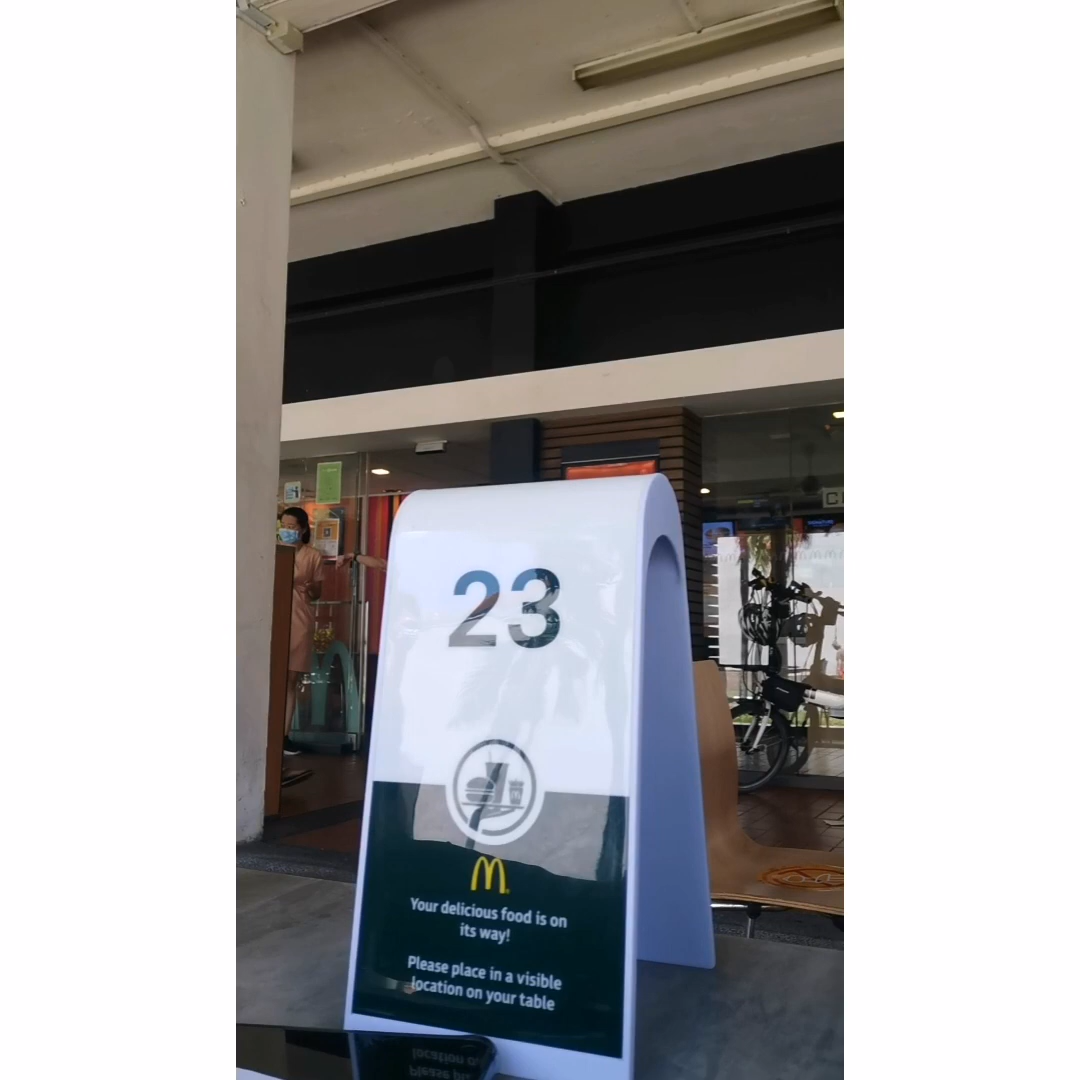 23
Your delicious food is on
its way!
Please place in a visible
location on your table